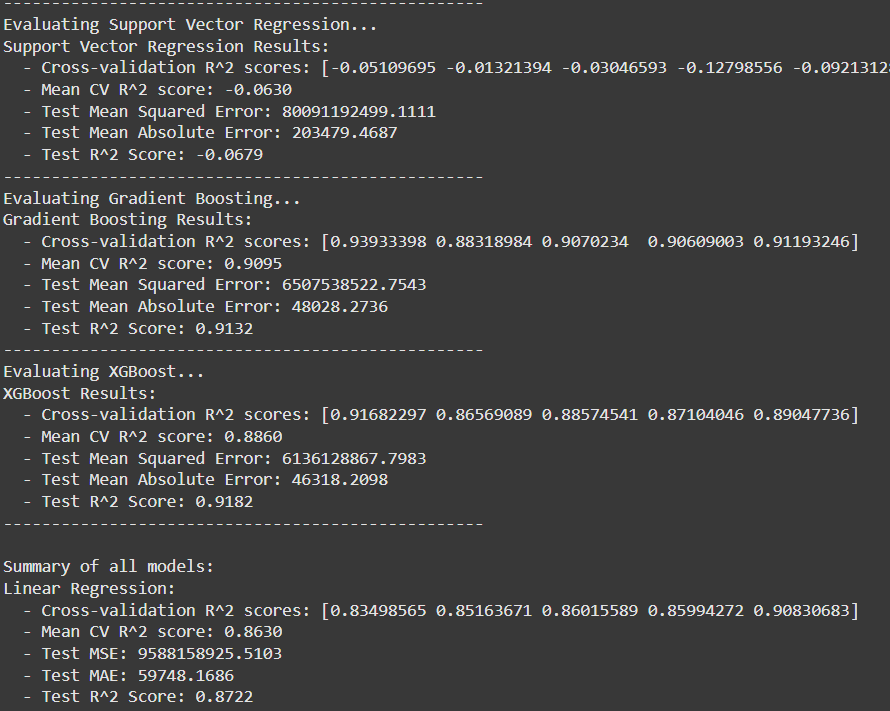 --------------------------------------------------
Evaluating Support Vector Regression...
Support Vector Regression Results:
  - Cross-validation R^2 scores: [-0.05109695 -0.01321394 -0.03046593 -0.12798556 -0.0921312
  - Mean CV R^2 score: -0.0630
  - Test Mean Squared Error: 80091192499.1111
  - Test Mean Absolute Error: 203479.4687
  - Test R^2 Score: -0.0679
--------------------------------------------------
Evaluating Gradient Boosting...
Gradient Boosting Results:
  - Cross-validation R^2 scores: [0.93933398 0.88318984 0.9070234  0.90609003 0.91193246]
  - Mean CV R^2 score: 0.9095
  - Test Mean Squared Error: 6507538522.7543
  - Test Mean Absolute Error: 48028.2736
  - Test R^2 Score: 0.9132
--------------------------------------------------
Evaluating XGBoost...
XGBoost Results:
  - Cross-validation R^2 scores: [0.91682297 0.86569089 0.88574541 0.87104046 0.89047736]
  - Mean CV R^2 score: 0.8860
  - Test Mean Squared Error: 6136128867.7983
  - Test Mean Absolute Error: 46318.2098
  - Test R^2 Score: 0.9182
--------------------------------------------------
Summary of all models:
Linear Regression:
  - Cross-validation R^2 scores: [0.83498565 0.85163671 0.86015589 0.85994272 0.90830683]
  - Mean CV R^2 score: 0.8630
  - Test MSE: 9588158925.5103
  - Test MAE: 59748.1686
  - Test R^2 Score: 0.8722